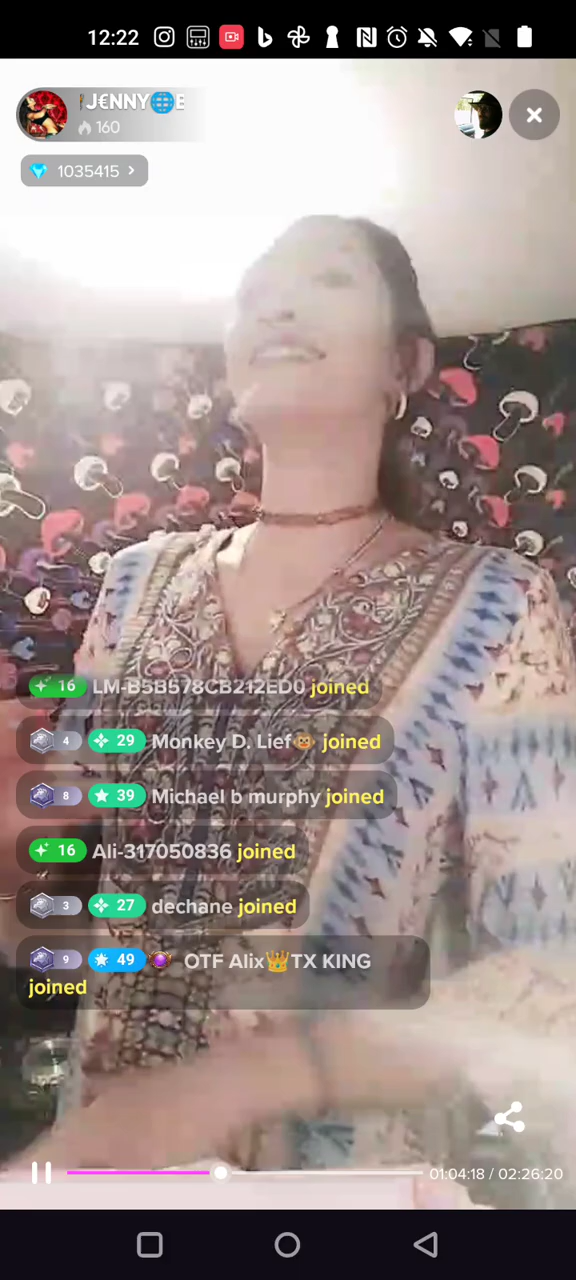 12:22
J€NNY🌐E
160
1035415 >
16 LM-B5B578CB212ED0 joined
4 29 Monkey D. Lief🐵 joined
8 39 Michael b murphy joined
16 Ali-317050836 joined
3 27 dechane joined
9 49 OTF Alix👑TX KING
joined
01:04:18 / 02:26:20